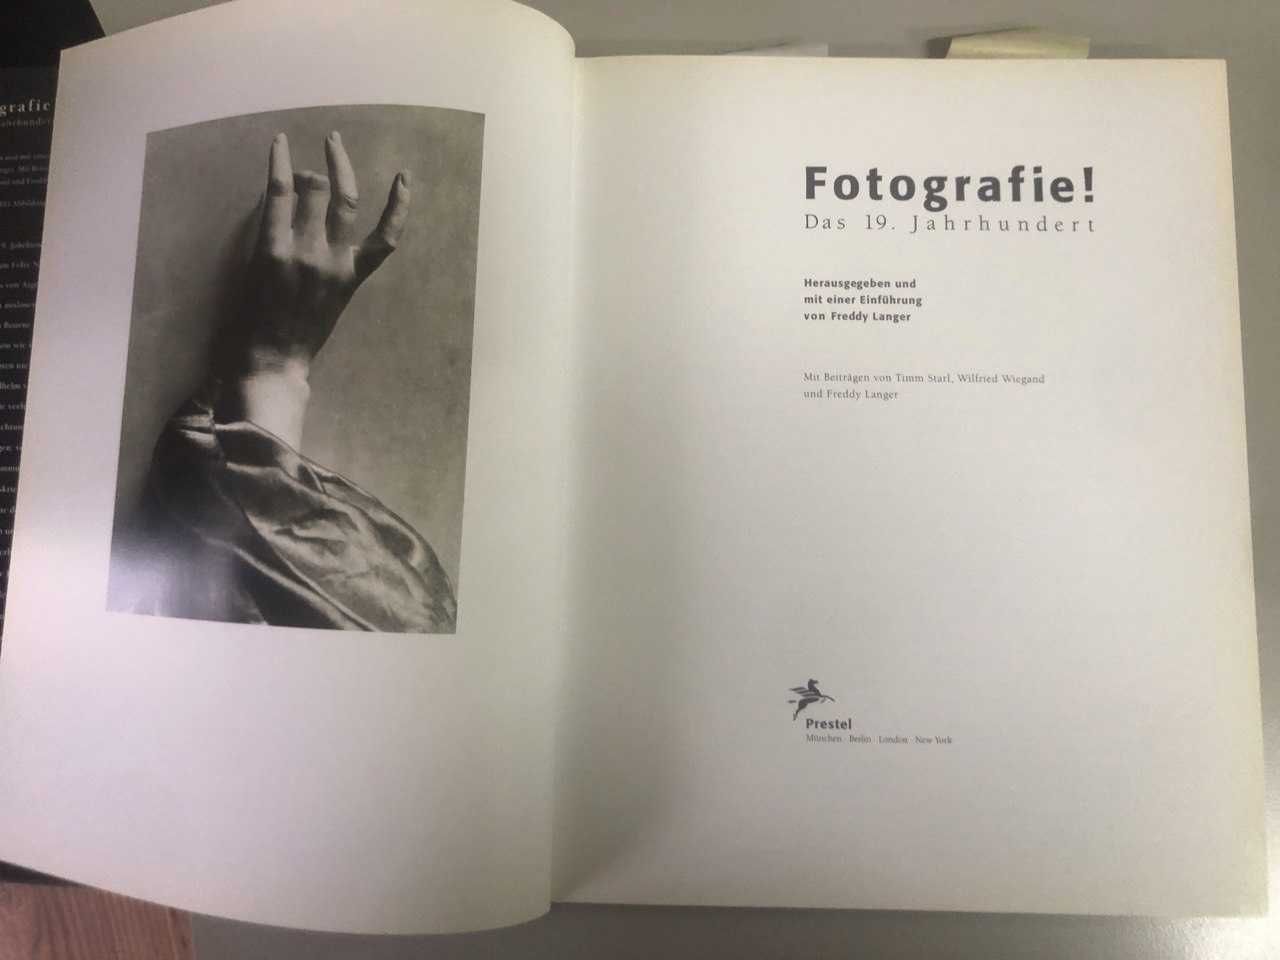 grafie
Fotografie!
Das 19. Jahrhundert
Herausgegeben und
mit einer Einführung
von Freddy Langer
Mit Beiträgen von Timm Starl, Wilfried Wiegand
und Freddy Langer
Prestel
München · Berlin · London · New York